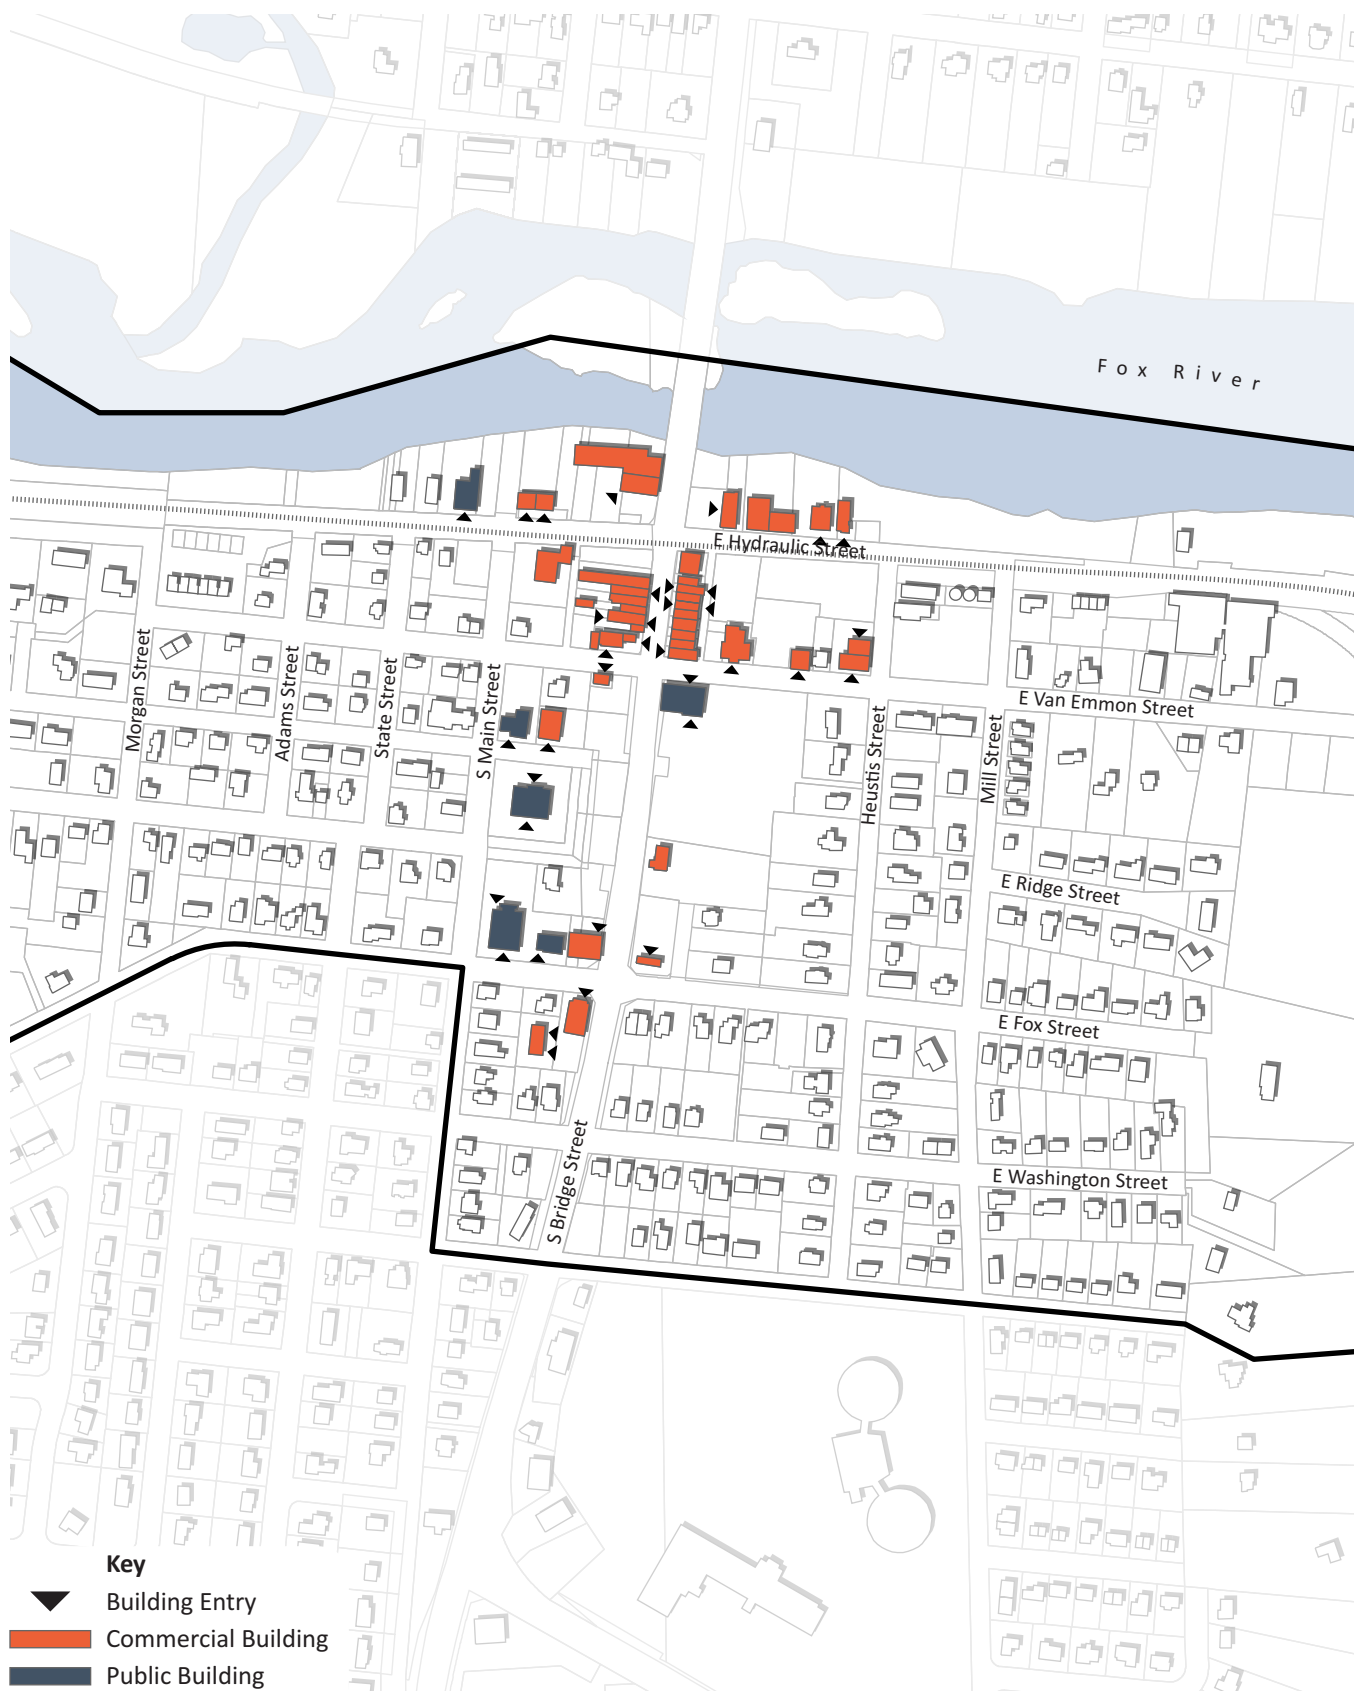 Fox River
E Hydraulic Street
Morgan Street
Adams Street
State Street
S Main Street
E Van Emmon Street
Heustis Street
Mill Street
E Ridge Street
E Fox Street
S Bridge Street
E Washington Street
Key
Building Entry
Commercial Building
Public Building